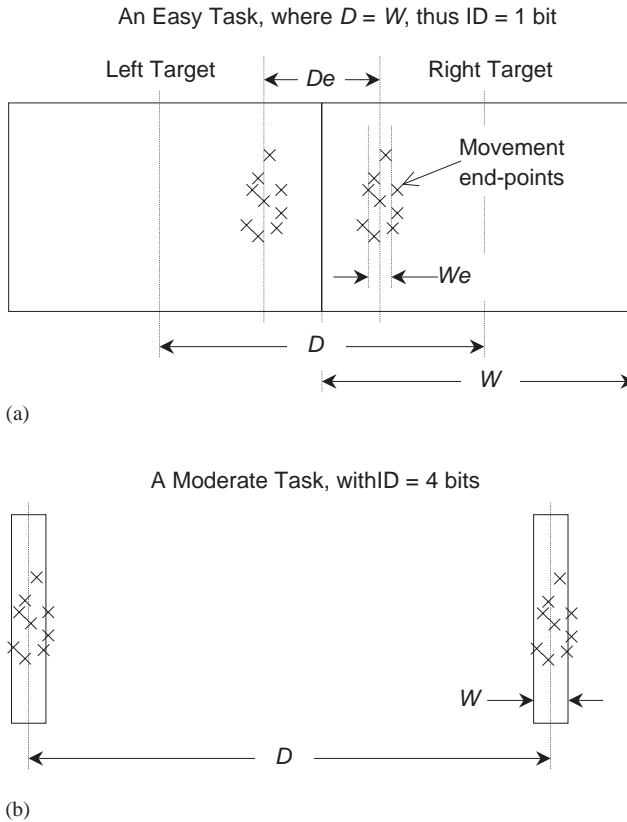 An Easy Task, where D = W, thus ID = 1 bit
Left Target
De
Right Target
Movement
end-points
We
D
W
(a)
A Moderate Task, withID = 4 bits
W
D
(b)